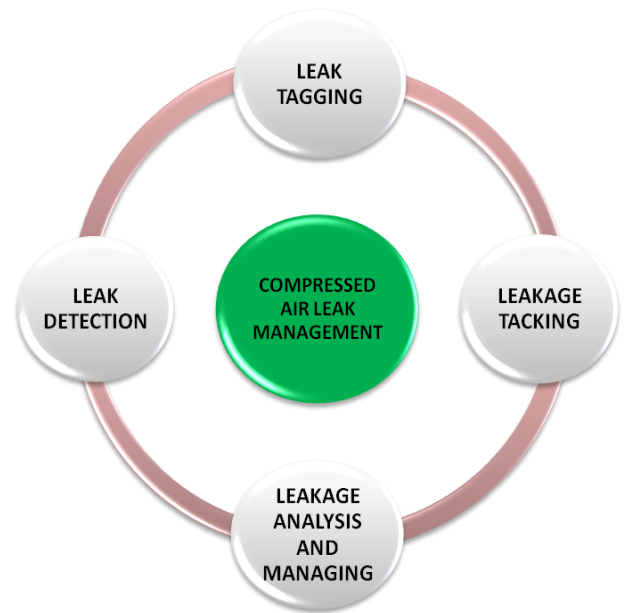 LEAK
TAGGING
LEAK
DETECTION
COMPRESSED
AIR LEAK
MANAGEMENT
LEAKAGE
TACKING
LEAKAGE
ANALYSIS
AND
MANAGING